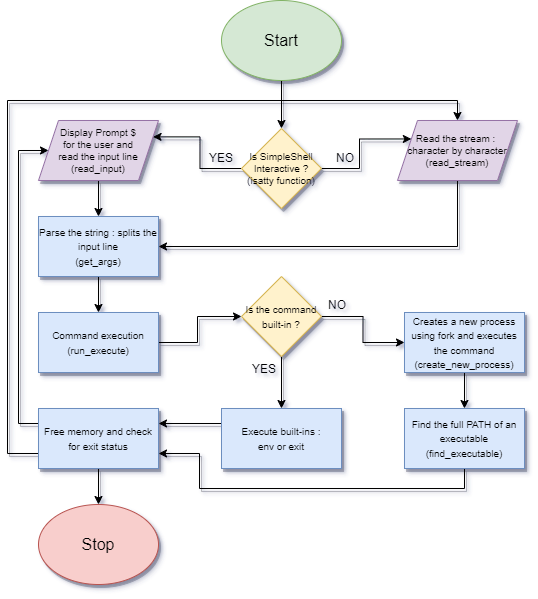 Start
Display Prompt $
for the user and
read the input line
(read_input)
YES
Is SimpleShell
Interactive ?
(Isatty function)
NO
Read the stream :
character by character
(read_stream)
Parse the string : splits the
input line
(get_args)
Command execution
(run_execute)
Is the command
built-in ?
NO
Creates a new process
using fork and executes
the command
(create_new_process)
YES
Free memory and check
for exit status
Execute built-ins :
env or exit
Find the full PATH of an
executable
(find_executable)
Stop